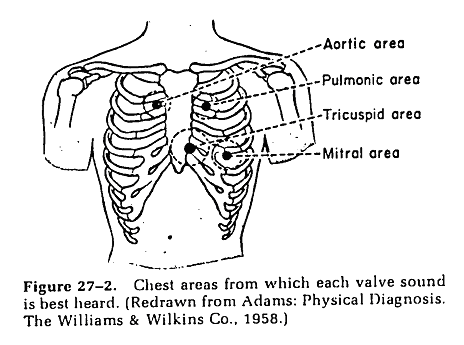 Aortic area
Pulmonic area
Tricuspid area
Mitral area
Figure 27–2. Chest areas from which each valve sound
is best heard. (Redrawn from Adams: Physical Diagnosis.
The Williams & Wilkins Co., 1958.)